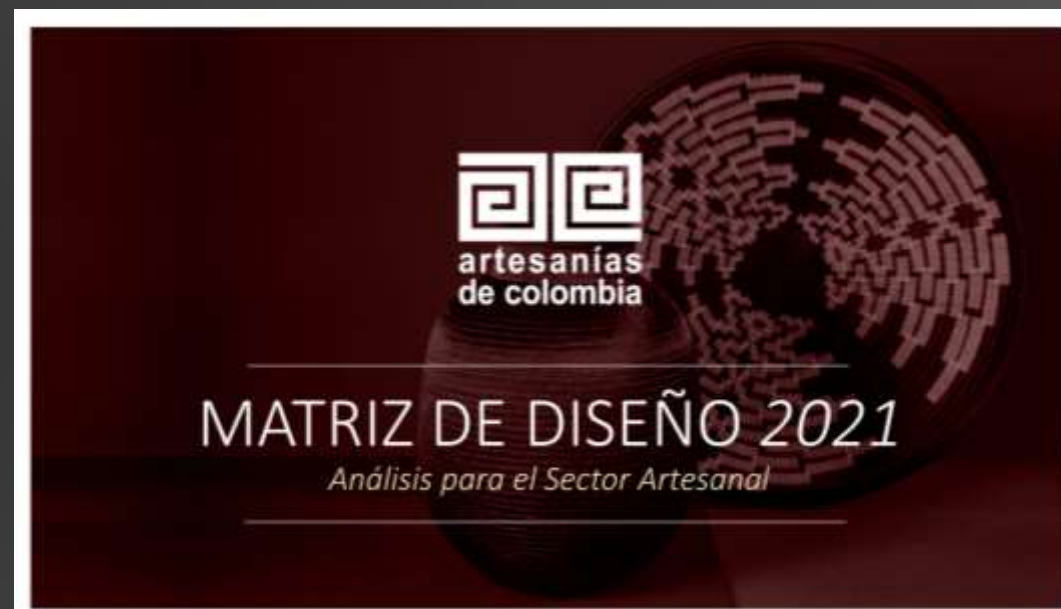 artesanías
de colombia
MATRIZ DE DISEÑO 2021
Análisis para el Sector Artesanal